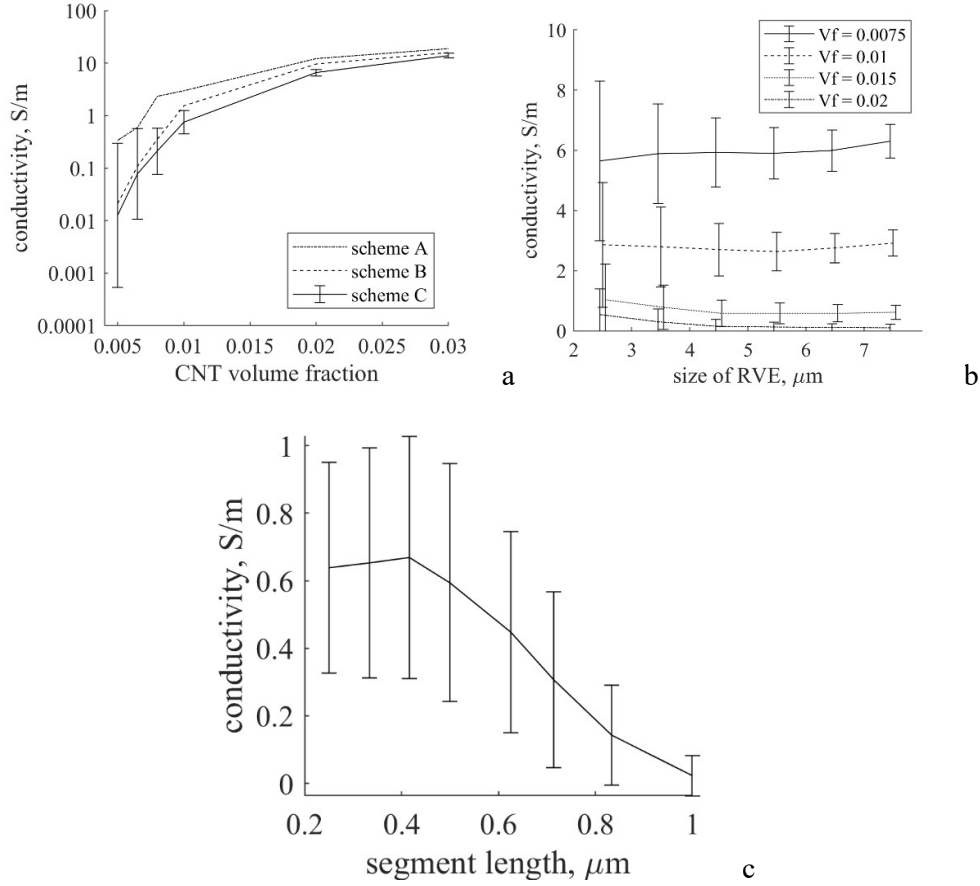 S/m
100
10
1
0.1
0.01
0.001
0.0001
conductivity, S/m
scheme A
scheme B
scheme C
0.005 0.01 0.015 0.02 0.025 0.03
CNT volume fraction
a
Vf = 0.0075
Vf = 0.01
Vf = 0.015
Vf = 0.02
10
8
6
4
2
0
conductivity, S/m
2 3 4 5 6 7
size of RVE, μm
b
1
0.8
0.6
0.4
0.2
0
conductivity, S/m
0.2 0.4 0.6 0.8 1
segment length, μm
c